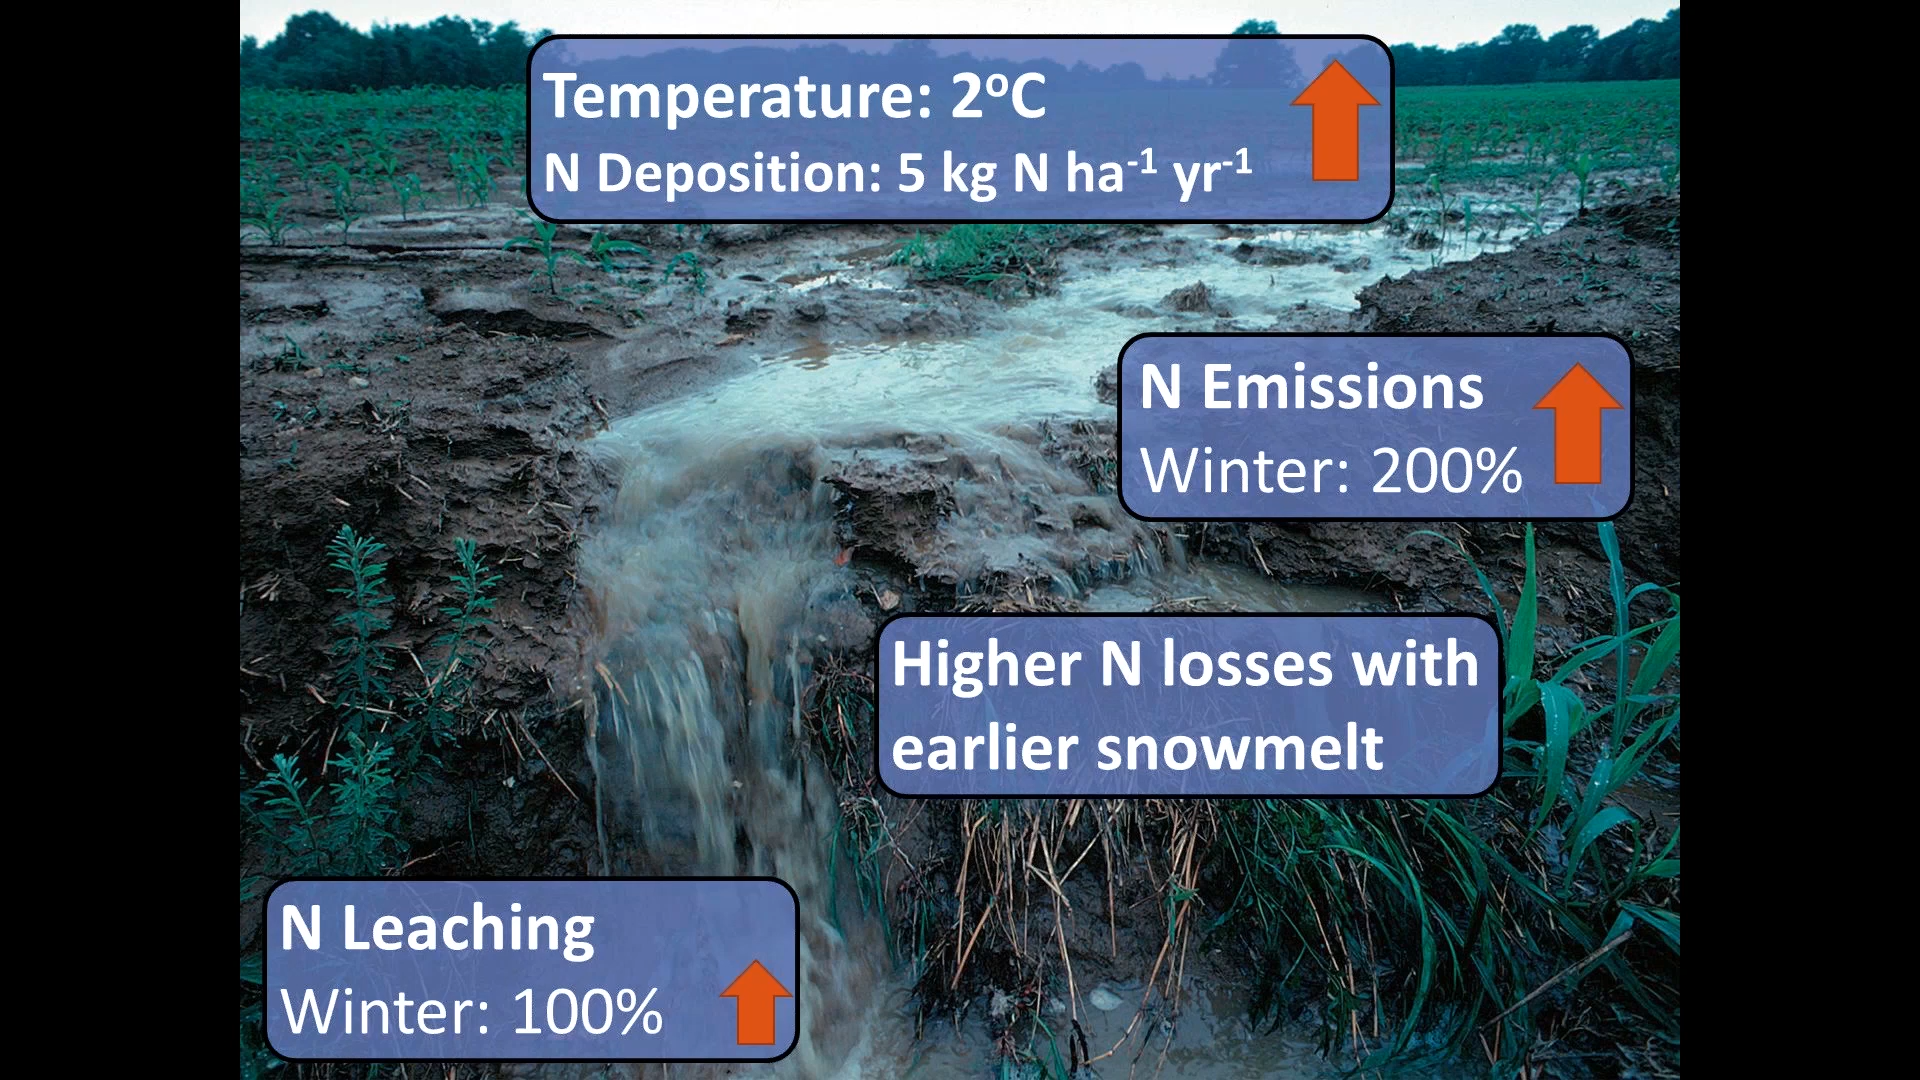 Temperature: 2ºC
N Deposition: 5 kg N ha⁻¹ yr⁻¹
N Emissions
Winter: 200%
Higher N losses with
earlier snowmelt
N Leaching
Winter: 100%